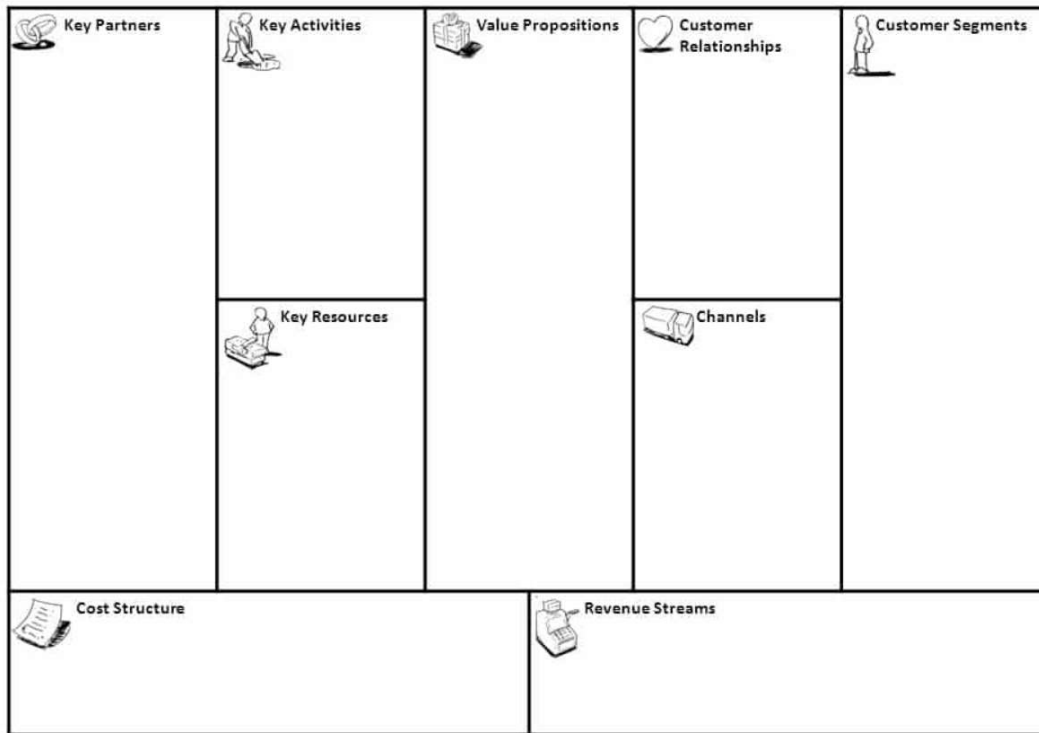 Key Partners
Key Activities
Value Propositions
Customer
Relationships
Customer Segments
Key Resources
Channels
Cost Structure
Revenue Streams